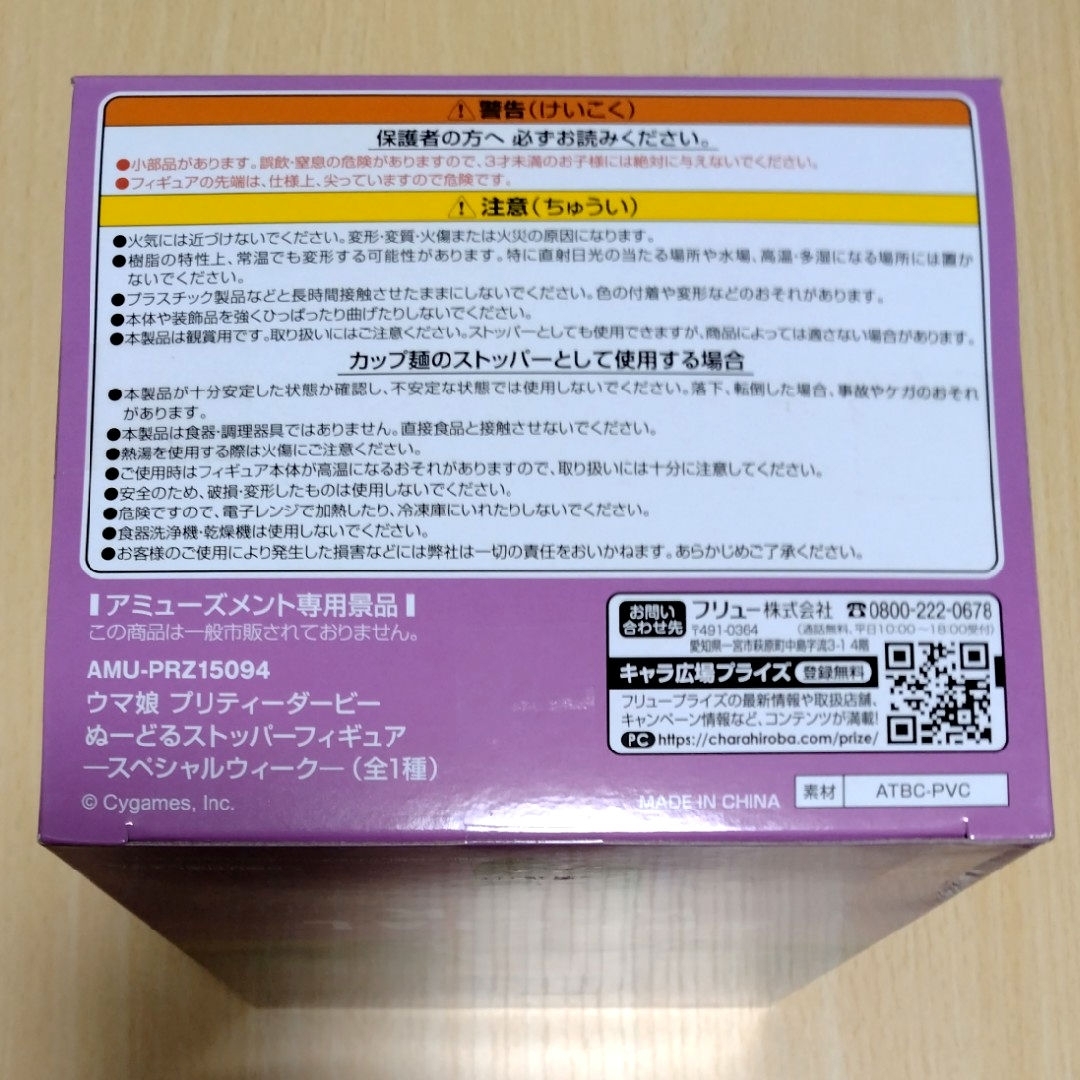 ⚠警告(けいこく)
保護者の方へ 必ずお読みください。
●小部品があります。誤飲・窒息の危険がありますので、3才未満のお子様には絶対に与えないでください。
●フィギュアの先端は、仕様上、尖っていますので危険です。
⚠注意(ちゅうい)
●火気には近づけないでください。変形・変質・火傷または火災の原因になります。
●樹脂の特性上、常温でも変形する可能性があります。特に直射日光の当たる場所や水場、高温・多湿になる場所には置か
ないでください。
●プラスチック製品などと長時間接触させたままにしないでください。色の付着や変形などのおそれがあります。
●本体や装飾品を強くひっぱったり曲げたりしないでください。
●本製品は観賞用です。取り扱いにはご注意ください。ストッパーとしても使用できますが、商品によっては適さない場合があります。
カップ麺のストッパーとして使用する場合
●本製品が十分安定した状態か確認し、不安定な状態では使用しないでください。落下、転倒した場合、事故やケガのおそれ
があります。
●本製品は食器・調理器具ではありません。直接食品と接触させないでください。
●熱湯を使用する際は火傷にご注意ください。
●ご使用時はフィギュア本体が高温になるおそれがありますので、取り扱いには十分に注意してください。
●安全のため、破損・変形したものは使用しないでください。
●危険ですので、電子レンジで加熱したり、冷凍庫にいれたりしないでください。
●食器洗浄機・乾燥機は使用しないでください。
●お客様のご使用により発生した損害などには弊社は一切の責任をおいかねます。あらかじめご了承ください。
アミューズメント専用景品
この商品は一般市販されておりません。
AMU-PRZ15094
ウマ娘 プリティーダービー
ぬーどるストッパーフィギュア
―スペシャルウィーク―(全1種)
© Cygames, Inc.
お問い
合わせ先
フリュー株式会社 ☎0800-222-0678
〒491-0364 (通話無料、平日10:00～18:00受付)
愛知県一宮市萩原町中島字流3-1 4階
キャラ広場プライズ 登録無料
フリュープライズの最新情報や取扱店舗、
キャンペーン情報など、コンテンツが満載!
PC https://charahiroba.com/prize/
MADE IN CHINA
素材 ATBC-PVC